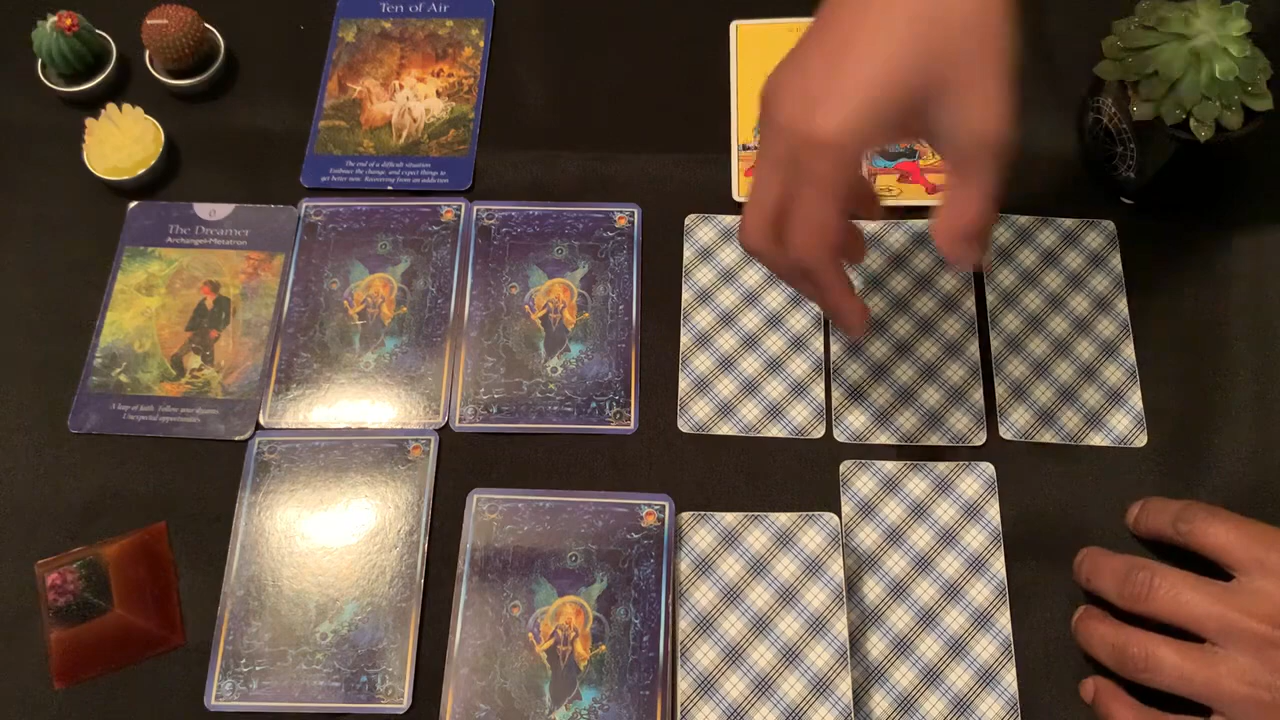 Ten of Air
The end of a difficult situation
Embrace the change, and expect things to
get better now. Recovering from an addiction
0
The Dreamer
Archangel Metatron
A leap of faith. Follow your dreams.
Unexpected opportunities